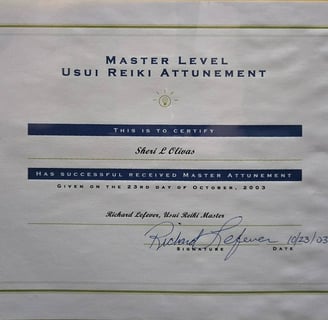 Master Level
Usui Reiki Attunement
This is to certify
Sheri L Olivas
Has successful received Master Attunement
Given on the 23rd day of October, 2003
Richard Lefever, Usui Reiki Master
Richard Lefever 10/23/03
Signature Date